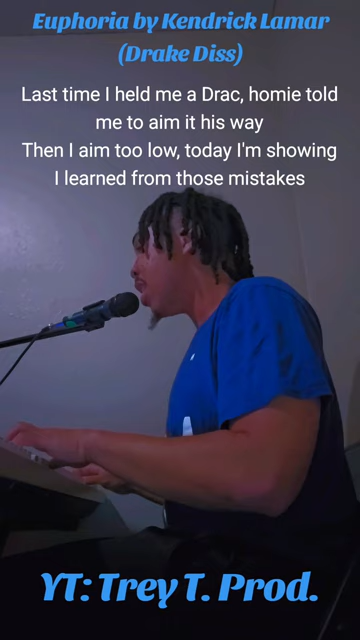 Euphoria by Kendrick Lamar
(Drake Diss)
Last time I held me a Drac, homie told
me to aim it his way
Then I aim too low, today I'm showing
I learned from those mistakes
YT: Trey T. Prod.